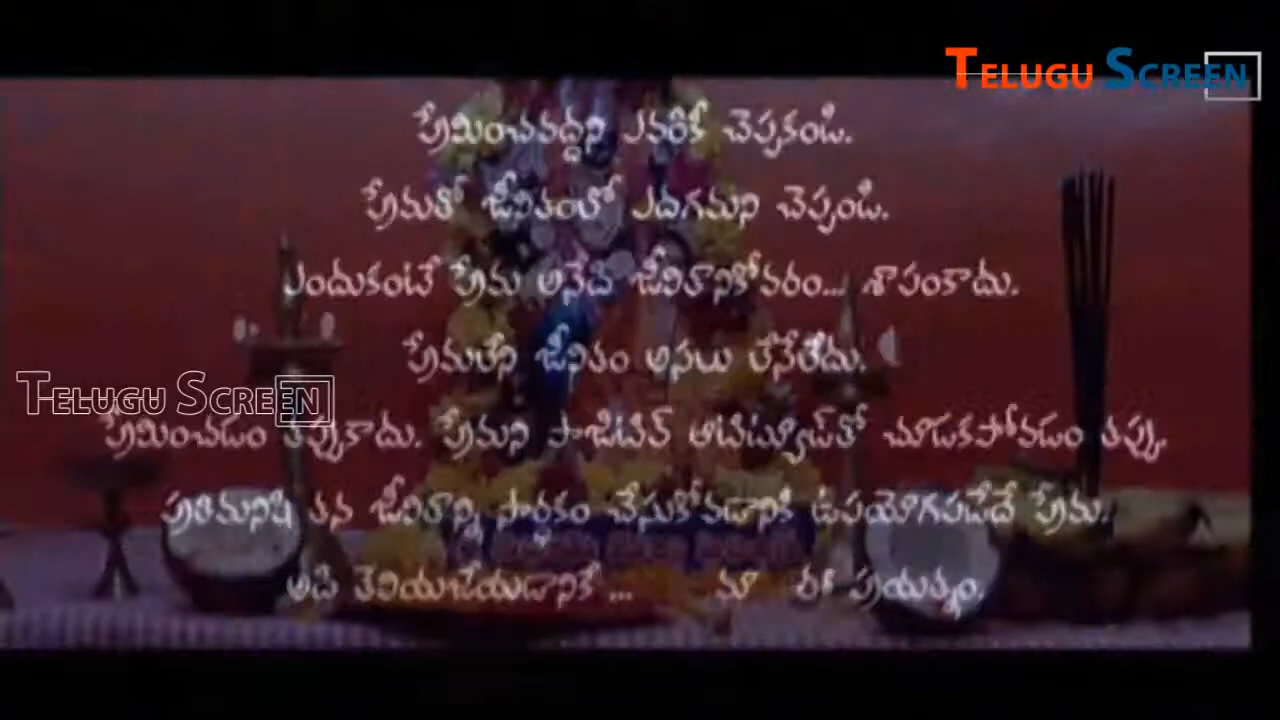 TELUGU SCREEN
ప్రేమించవద్దని ఎవరికీ చెప్పకండి.
ప్రేమతో జీవితంలో ఎదగమని చెప్పండి.
ఎందుకంటే ప్రేమ అనేది జీవితానికోవరం... శాపంకాదు.
ప్రేమలేని జీవితం అసలు లేనేలేదు.
TELUGU SCREEN
ప్రేమించడం తప్పుకాదు. ప్రేమని పాజిటివ్ ఆటిట్యూడ్‌తో చూడకపోవడం తప్పు.
ప్రతిమనిషి తన జీవితాన్ని సార్థకం చేసుకోవడానికి ఉపయోగపడేదే ప్రేమ.
అది తెలియజేయడానికే ... మా ఈ ప్రయత్నం.